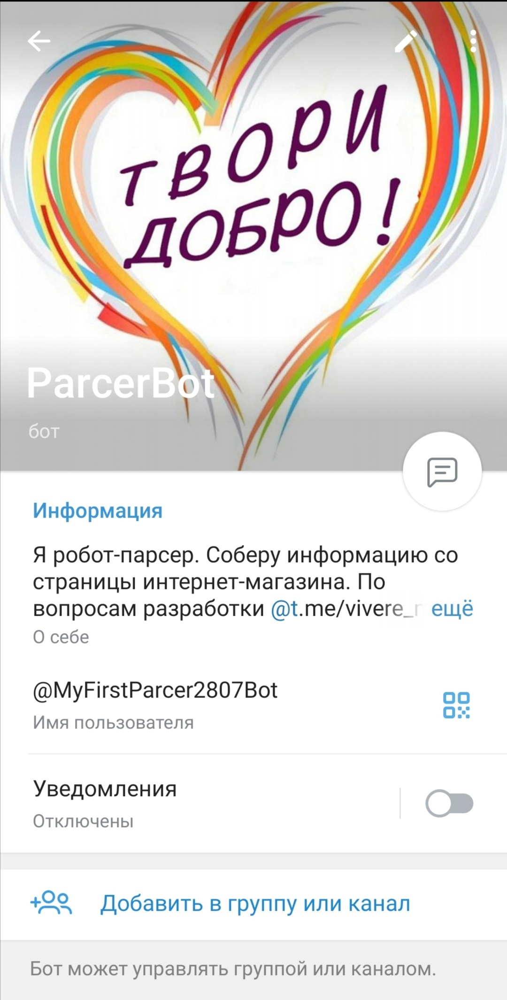 ТВОРИ
ДОБРО!
ParcerBot
бот
Информация
Я робот-парсер. Соберу информацию со
страницы интернет-магазина. По
вопросам разработки @t.me/vivere_ ещё
О себе
@MyFirstParcer2807Bot
Имя пользователя
Уведомления
Отключены
Добавить в группу или канал
Бот может управлять группой или каналом.